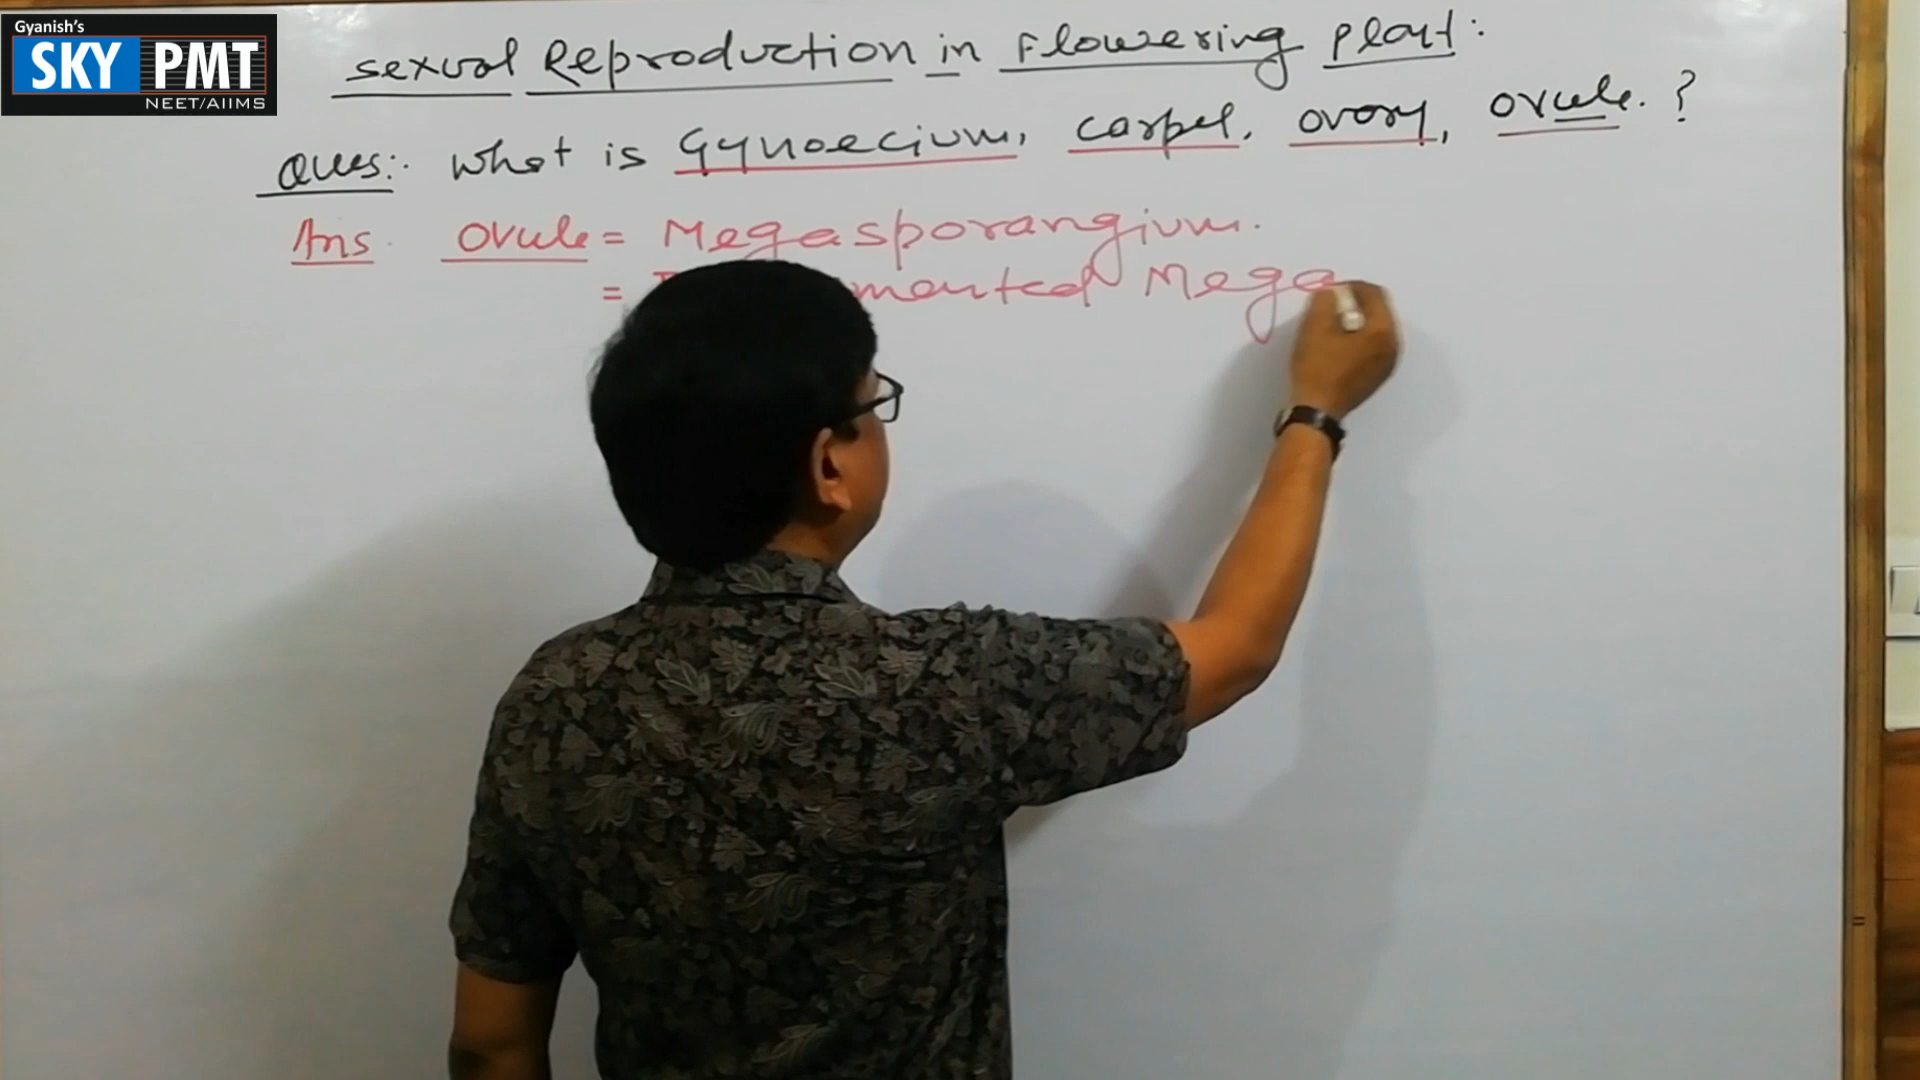 Gyanish's
SKY PMT
NEET/AIIMS
Sexual Reproduction in Flowering Plant:
Ques:. What is Gynoecium, Carpel, Ovary, Ovule.?
Ans. Ovule = Megasporangium.
= Mega